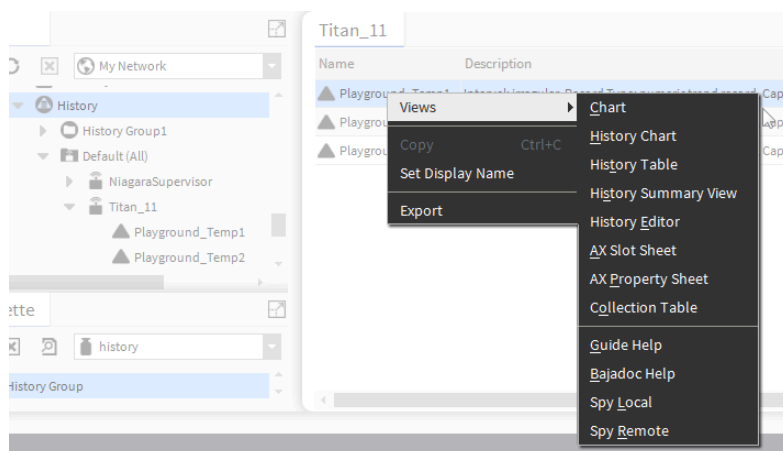 Titan_11
My Network
Name Description
History
Playground_Temp1
Views
Chart
History Group1
History Chart
Copy Ctrl+C
Default (All)
History Table
Set Display Name
NiagaraSupervisor
History Summary View
Titan_11
Export
History Editor
Playground_Temp1
AX Slot Sheet
Playground_Temp2
AX Property Sheet
Collection Table
history
Guide Help
Bajadoc Help
History Group
Spy Local
Spy Remote